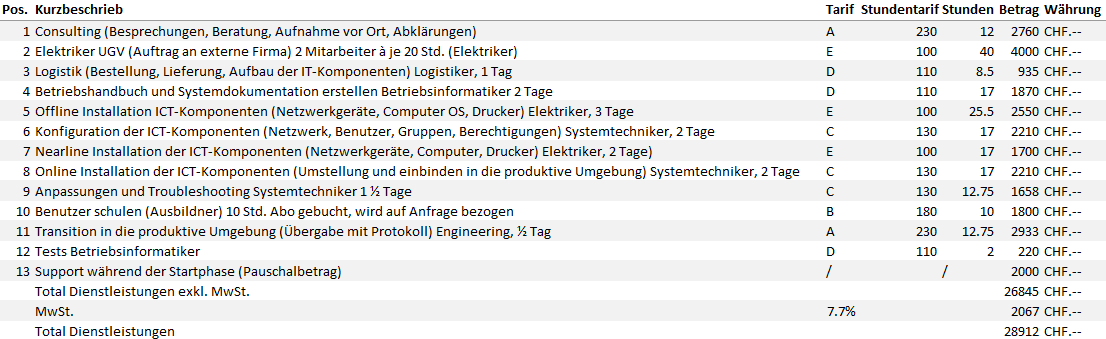 Pos. Kurzbeschrieb Tarif Stundentarif Stunden Betrag Währung
1 Consulting (Besprechungen, Beratung, Aufnahme vor Ort, Abklärungen) A 230 12 2760 CHF.--
2 Elektriker UGV (Auftrag an externe Firma) 2 Mitarbeiter à je 20 Std. (Elektriker) E 100 40 4000 CHF.--
3 Logistik (Bestellung, Lieferung, Aufbau der IT-Komponenten) Logistiker, 1 Tag D 110 8.5 935 CHF.--
4 Betriebshandbuch und Systemdokumentation erstellen Betriebsinformatiker 2 Tage D 110 17 1870 CHF.--
5 Offline Installation ICT-Komponenten (Netzwerkgeräte, Computer OS, Drucker) Elektriker, 3 Tage E 100 25.5 2550 CHF.--
6 Konfiguration der ICT-Komponenten (Netzwerk, Benutzer, Gruppen, Berechtigungen) Systemtechniker, 2 Tage C 130 17 2210 CHF.--
7 Nearline Installation der ICT-Komponenten (Netzwerkgeräte, Computer, Drucker) Elektriker, 2 Tage) E 100 17 1700 CHF.--
8 Online Installation der ICT-Komponenten (Umstellung und einbinden in die produktive Umgebung) Systemtechniker, 2 Tage C 130 17 2210 CHF.--
9 Anpassungen und Troubleshooting Systemtechniker 1 ½ Tage C 130 12.75 1658 CHF.--
10 Benutzer schulen (Ausbildner) 10 Std. Abo gebucht, wird auf Anfrage bezogen B 180 10 1800 CHF.--
11 Transition in die produktive Umgebung (Übergabe mit Protokoll) Engineering, ½ Tag A 230 12.75 2933 CHF.--
12 Tests Betriebsinformatiker D 110 2 220 CHF.--
13 Support während der Startphase (Pauschalbetrag) / / 2000 CHF.--
Total Dienstleistungen exkl. MwSt. 26845 CHF.--
MwSt. 7.7% 2067 CHF.--
Total Dienstleistungen 28912 CHF.--